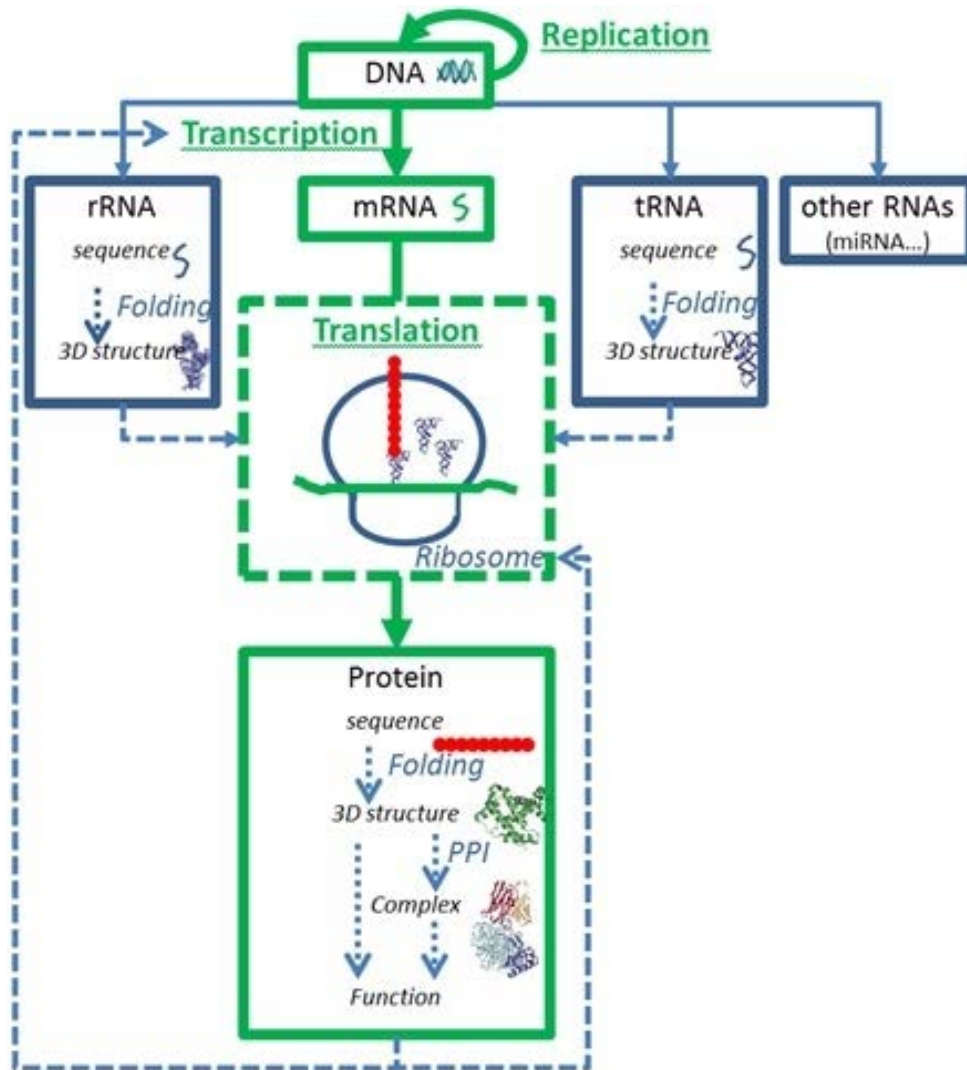 Replication
DNA
Transcription
rRNA
sequence
Folding
3D structure
mRNA
tRNA
sequence
Folding
3D structure
other RNAs
(miRNA...)
Translation
Ribosome
Protein
sequence
Folding
3D structure
PPI
Complex
Function